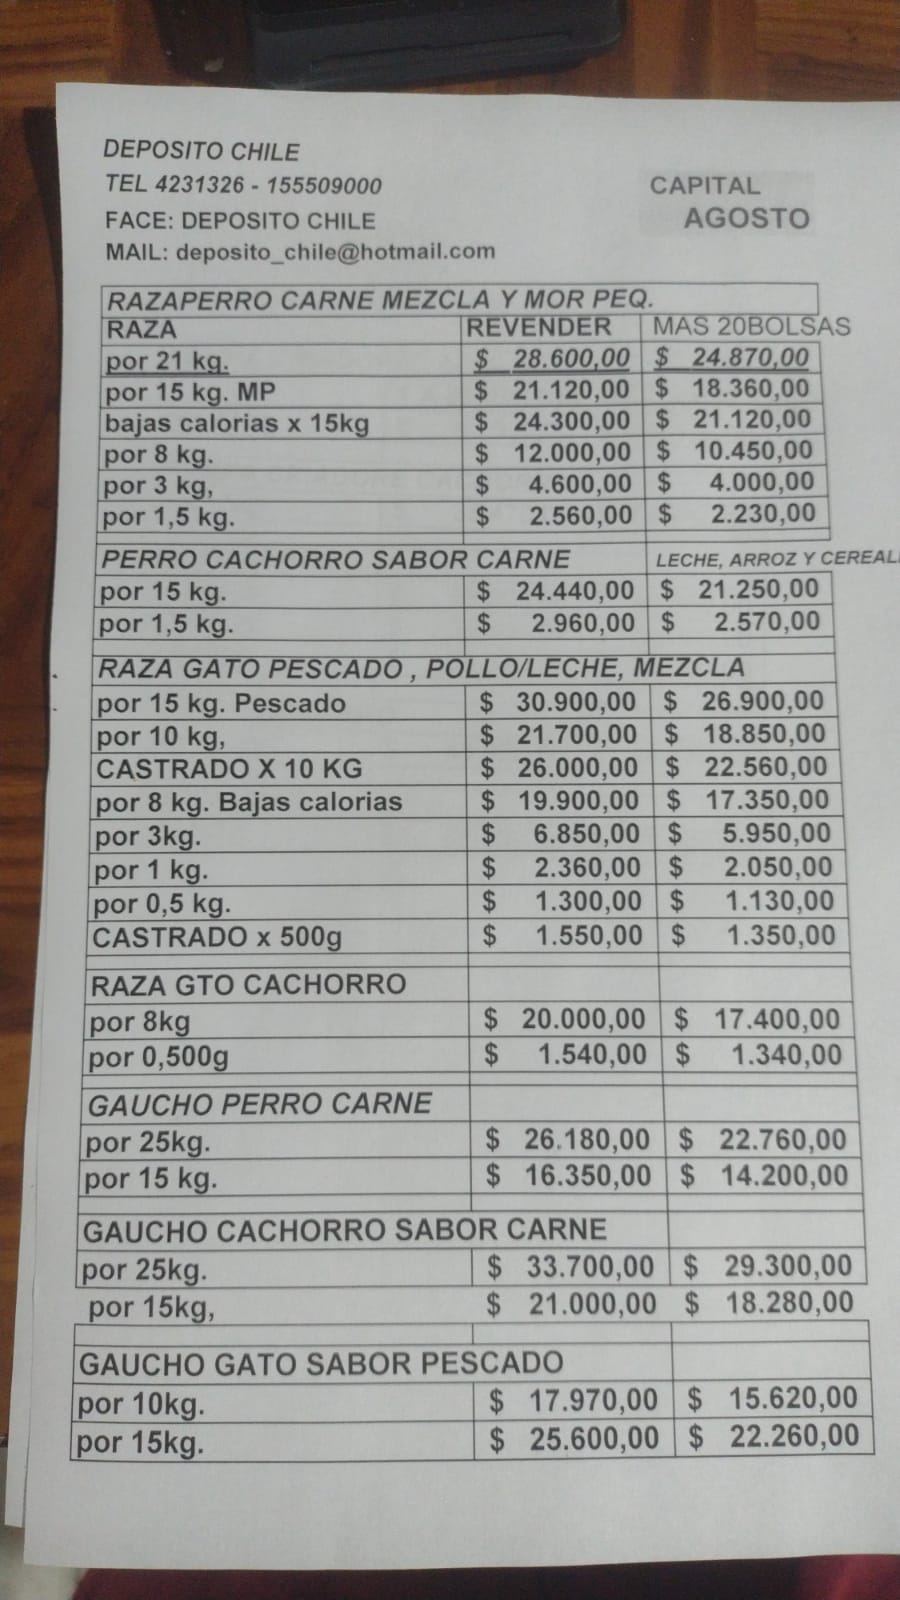 DEPOSITO CHILE
TEL 4231326 - 155509000
CAPITAL
FACE: DEPOSITO CHILE
AGOSTO
MAIL: deposito_chile@hotmail.com
RAZAPERRO CARNE MEZCLA Y MOR PEQ.
RAZA REVENDER MAS 20BOLSAS
por 21 kg. $ 28.600,00 $ 24.870,00
por 15 kg. MP $ 21.120,00 $ 18.360,00
bajas calorias x 15kg $ 24.300,00 $ 21.120,00
por 8 kg. $ 12.000,00 $ 10.450,00
por 3 kg, $ 4.600,00 $ 4.000,00
por 1,5 kg. $ 2.560,00 $ 2.230,00
PERRO CACHORRO SABOR CARNE LECHE, ARROZ Y CEREAL
por 15 kg. $ 24.440,00 $ 21.250,00
por 1,5 kg. $ 2.960,00 $ 2.570,00
RAZA GATO PESCADO , POLLO/LECHE, MEZCLA
por 15 kg. Pescado $ 30.900,00 $ 26.900,00
por 10 kg, $ 21.700,00 $ 18.850,00
CASTRADO X 10 KG $ 26.000,00 $ 22.560,00
por 8 kg. Bajas calorias $ 19.900,00 $ 17.350,00
por 3kg. $ 6.850,00 $ 5.950,00
por 1 kg. $ 2.360,00 $ 2.050,00
por 0,5 kg. $ 1.300,00 $ 1.130,00
CASTRADO x 500g $ 1.550,00 $ 1.350,00
RAZA GTO CACHORRO
por 8kg $ 20.000,00 $ 17.400,00
por 0,500g $ 1.540,00 $ 1.340,00
GAUCHO PERRO CARNE
por 25kg. $ 26.180,00 $ 22.760,00
por 15 kg. $ 16.350,00 $ 14.200,00
GAUCHO CACHORRO SABOR CARNE
por 25kg. $ 33.700,00 $ 29.300,00
por 15kg, $ 21.000,00 $ 18.280,00
GAUCHO GATO SABOR PESCADO
por 10kg. $ 17.970,00 $ 15.620,00
por 15kg. $ 25.600,00 $ 22.260,00